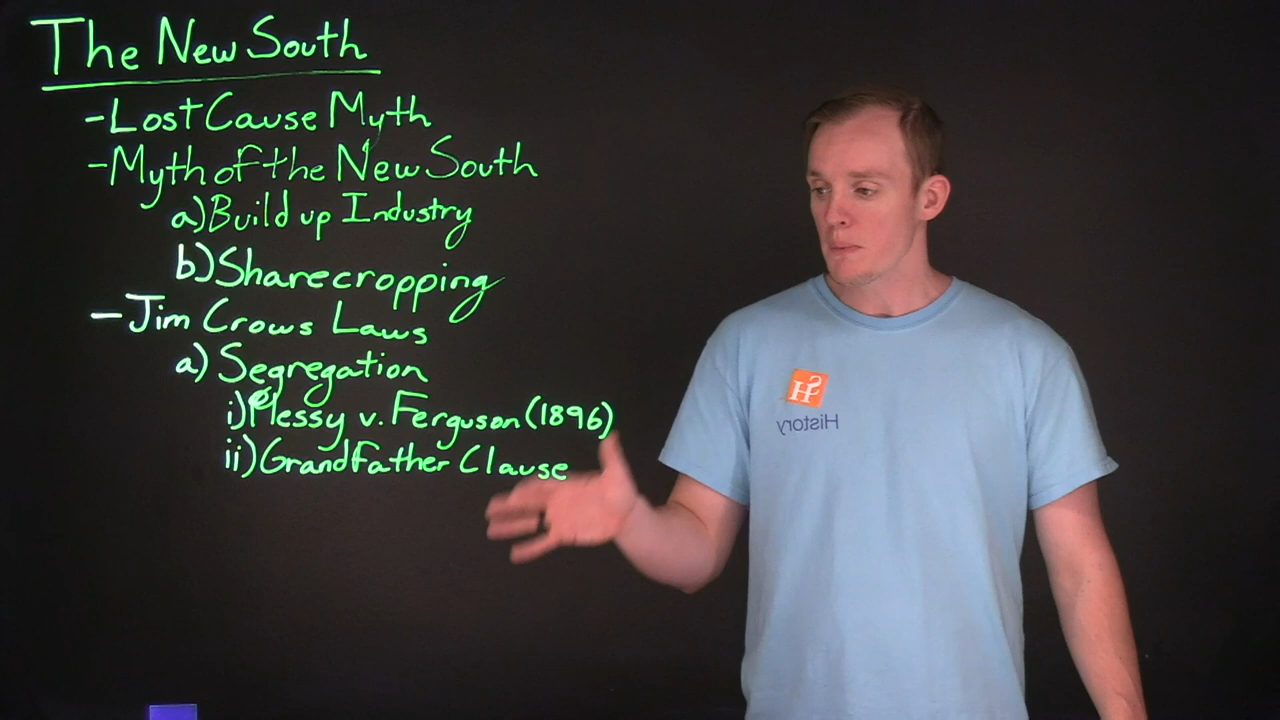 The New South
-Lost Cause Myth
-Myth of the New South
a) Build up Industry
b) Sharecropping
- Jim Crows Laws
a) Segregation
i) Plessy v. Ferguson (1896)
ii) Grandfather Clause
History